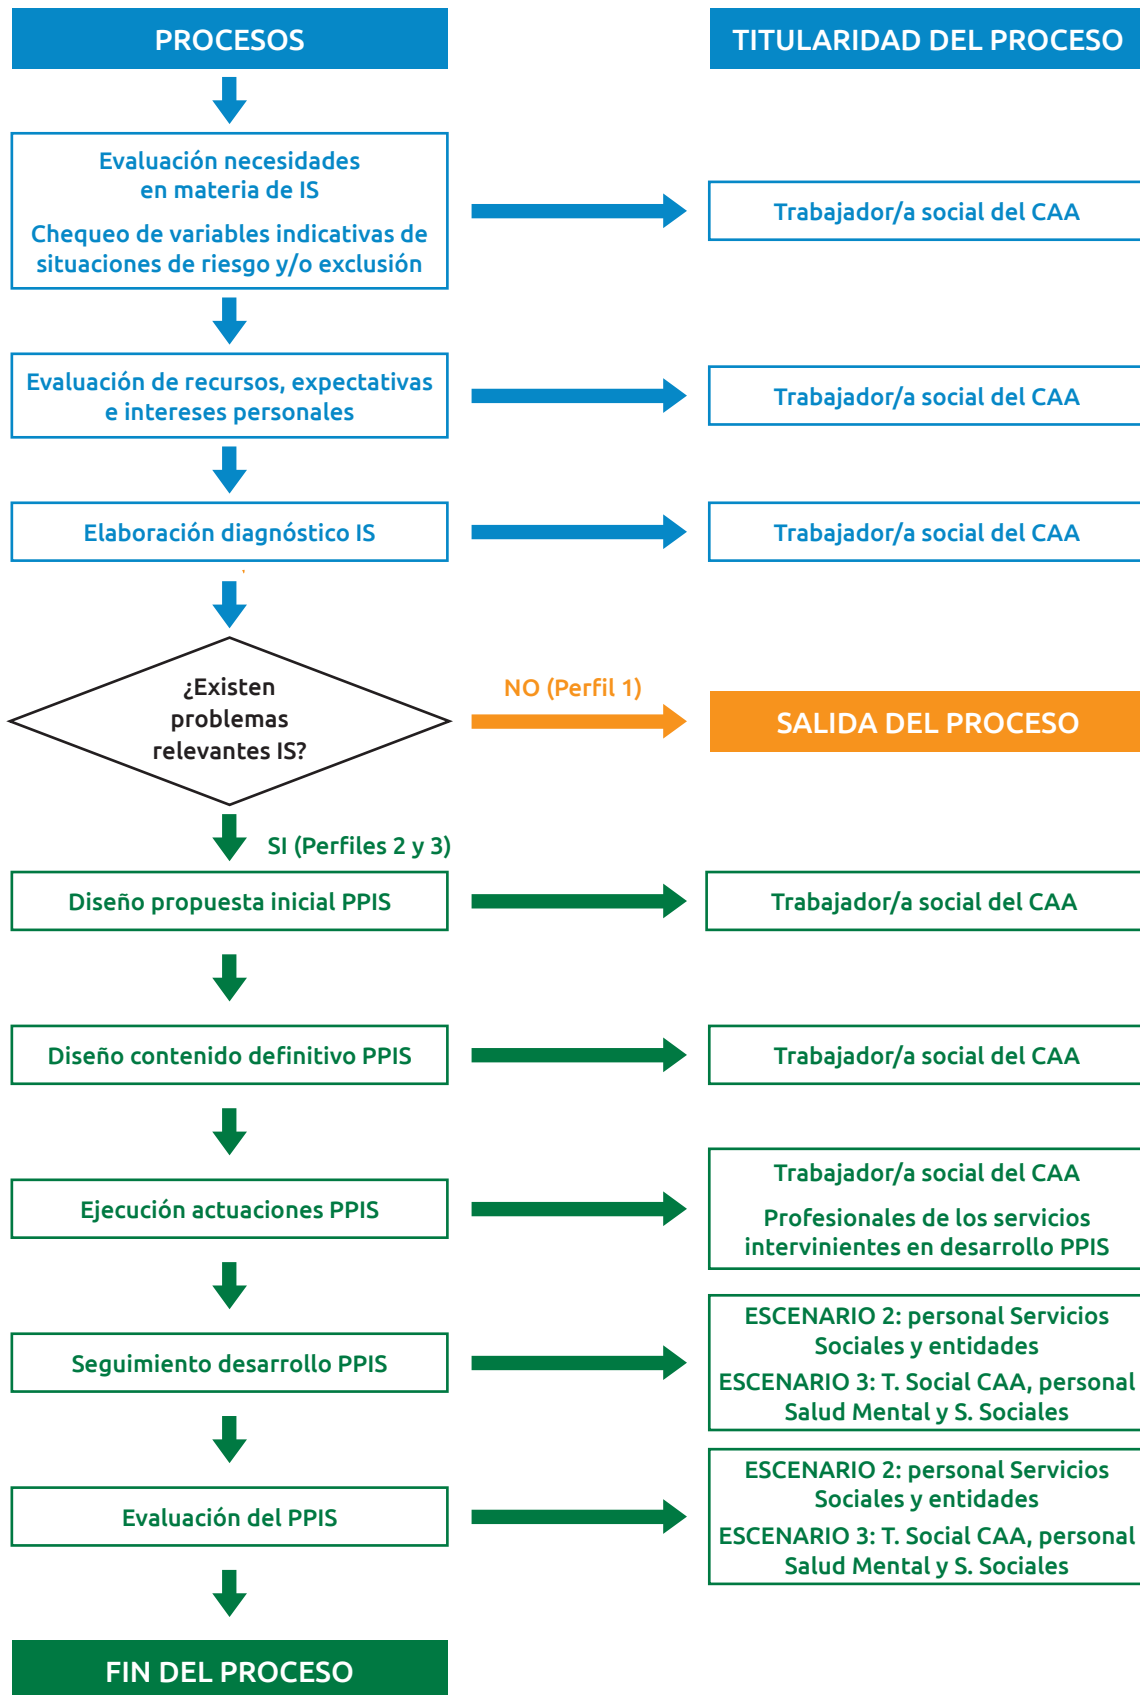 PROCESOS
TITULARIDAD DEL PROCESO
Evaluación necesidades
en materia de IS
Chequeo de variables indicativas de
situaciones de riesgo y/o exclusión
Trabajador/a social del CAA
Evaluación de recursos, expectativas
e intereses personales
Trabajador/a social del CAA
Elaboración diagnóstico IS
Trabajador/a social del CAA
¿Existen
problemas
relevantes IS?
NO (Perfil 1)
SALIDA DEL PROCESO
SI (Perfiles 2 y 3)
Diseño propuesta inicial PPIS
Trabajador/a social del CAA
Diseño contenido definitivo PPIS
Trabajador/a social del CAA
Ejecución actuaciones PPIS
Trabajador/a social del CAA
Profesionales de los servicios
intervinientes en desarrollo PPIS
Seguimiento desarrollo PPIS
ESCENARIO 2: personal Servicios
Sociales y entidades
ESCENARIO 3: T. Social CAA, personal
Salud Mental y S. Sociales
Evaluación del PPIS
ESCENARIO 2: personal Servicios
Sociales y entidades
ESCENARIO 3: T. Social CAA, personal
Salud Mental y S. Sociales
FIN DEL PROCESO